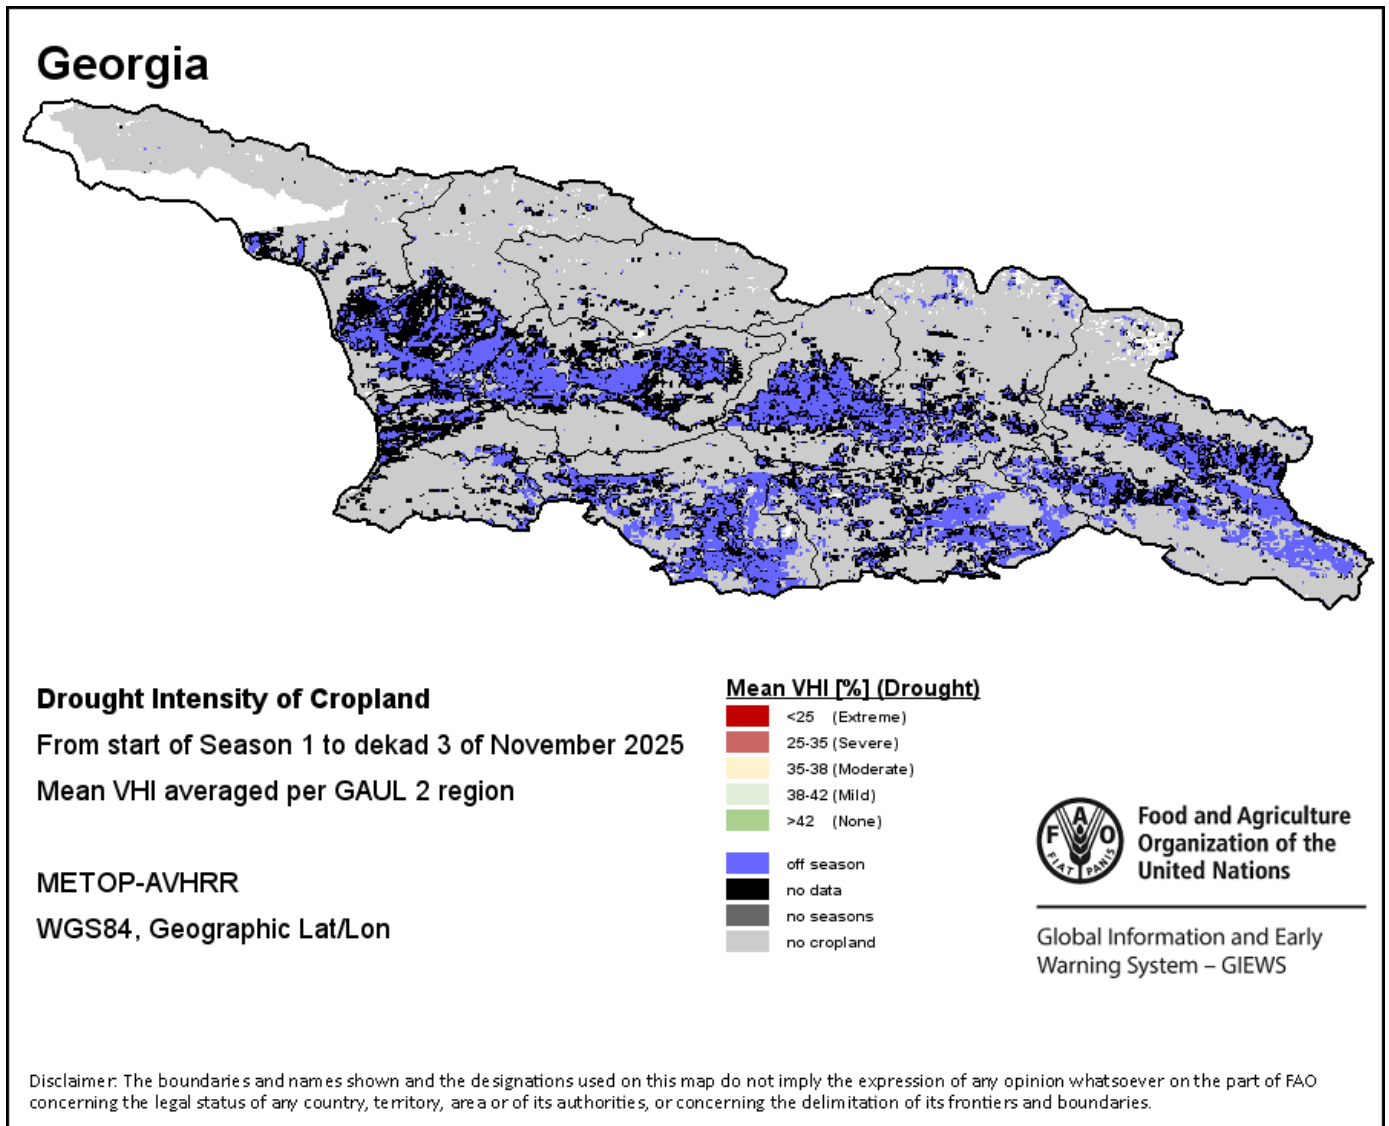 Georgia
Drought Intensity of Cropland
From start of Season 1 to dekad 3 of November 2025
Mean VHI averaged per GAUL 2 region
METOP-AVHRR
WGS84, Geographic Lat/Lon
Mean VHI [%] (Drought)
<25 (Extreme)
25-35 (Severe)
35-38 (Moderate)
38-42 (Mild)
>42 (None)
off season
no data
no seasons
no cropland
F A O
FIAT PANIS
Food and Agriculture
Organization of the
United Nations
Global Information and Early
Warning System – GIEWS
Disclaimer: The boundaries and names shown and the designations used on this map do not imply the expression of any opinion whatsoever on the part of FAO
concerning the legal status of any country, territory, area or of its authorities, or concerning the delimitation of its frontiers and boundaries.